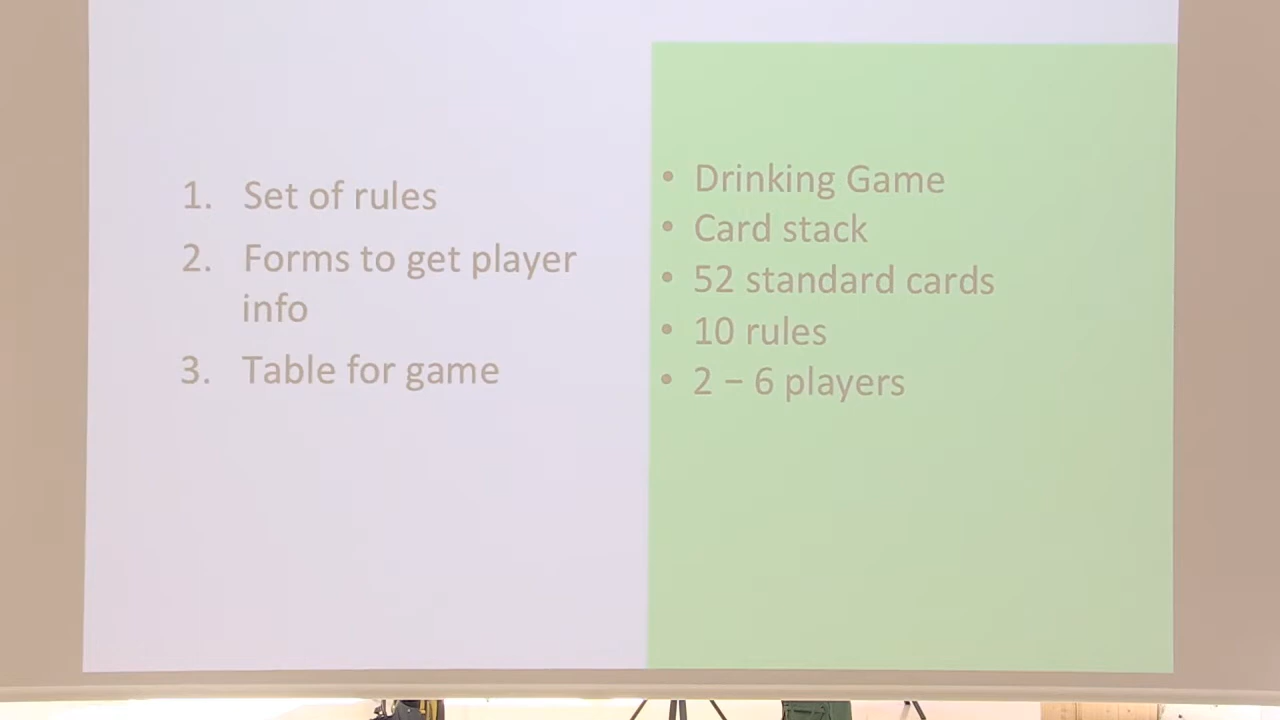 1. Set of rules
2. Forms to get player
info
3. Table for game
• Drinking Game
• Card stack
• 52 standard cards
• 10 rules
• 2 – 6 players